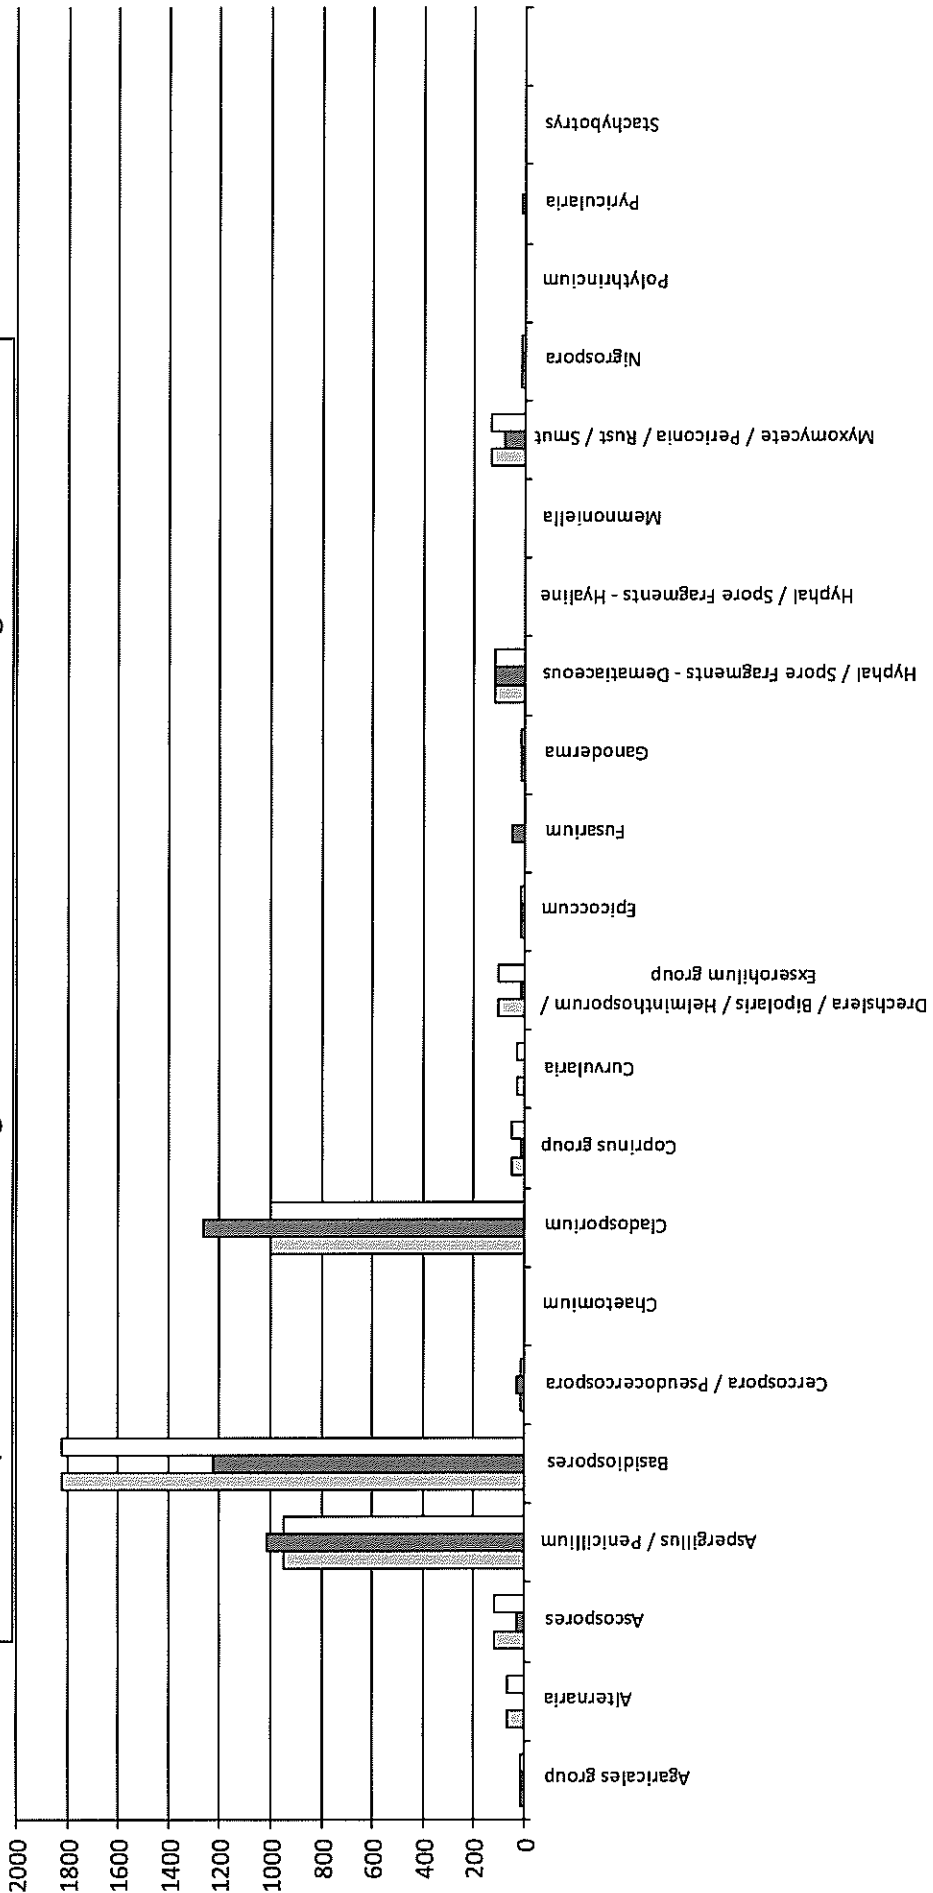 2000
1800
1600
1400
1200
1000
800
600
400
200
0
Agaricales group
Alternaria
Ascospores
Aspergillus / Penicillium
Basidiospores
Cercospora / Pseudocercospora
Chaetomium
Cladosporium
Coprinus group
Curvularia
Drechslera / Bipolaris / Helminthosporum /
Exserohilum group
Epicoccum
Fusarium
Ganoderma
Hyphal / Spore Fragments - Dematiaceous
Hyphal / Spore Fragments - Hyaline
Memnoniella
Myxomycete / Periconia / Rust / Smut
Nigrospora
Polythrincium
Pyricularia
Stachybotrys